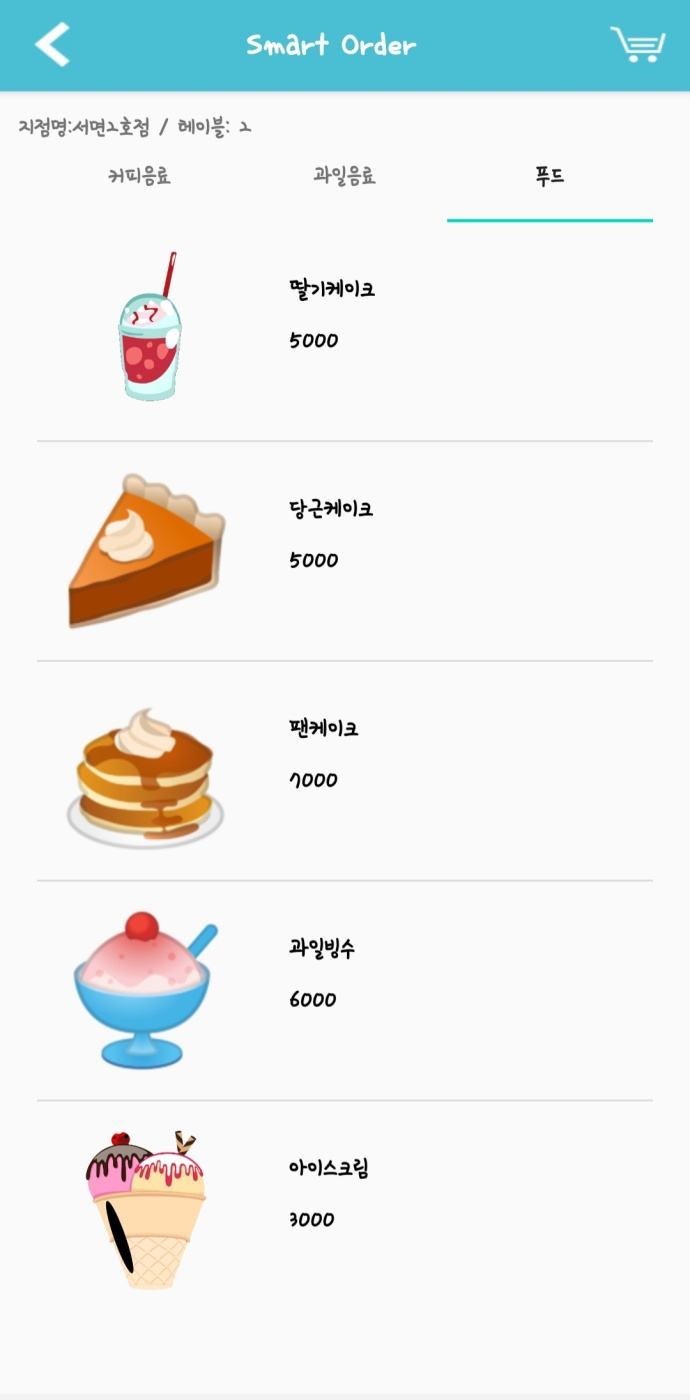 Smart Order
지점명:서면2호점 / 테이블: 2
커피음료 과일음료 푸드
딸기케이크
5000
당근케이크
5000
팬케이크
7000
과일빙수
6000
아이스크림
3000